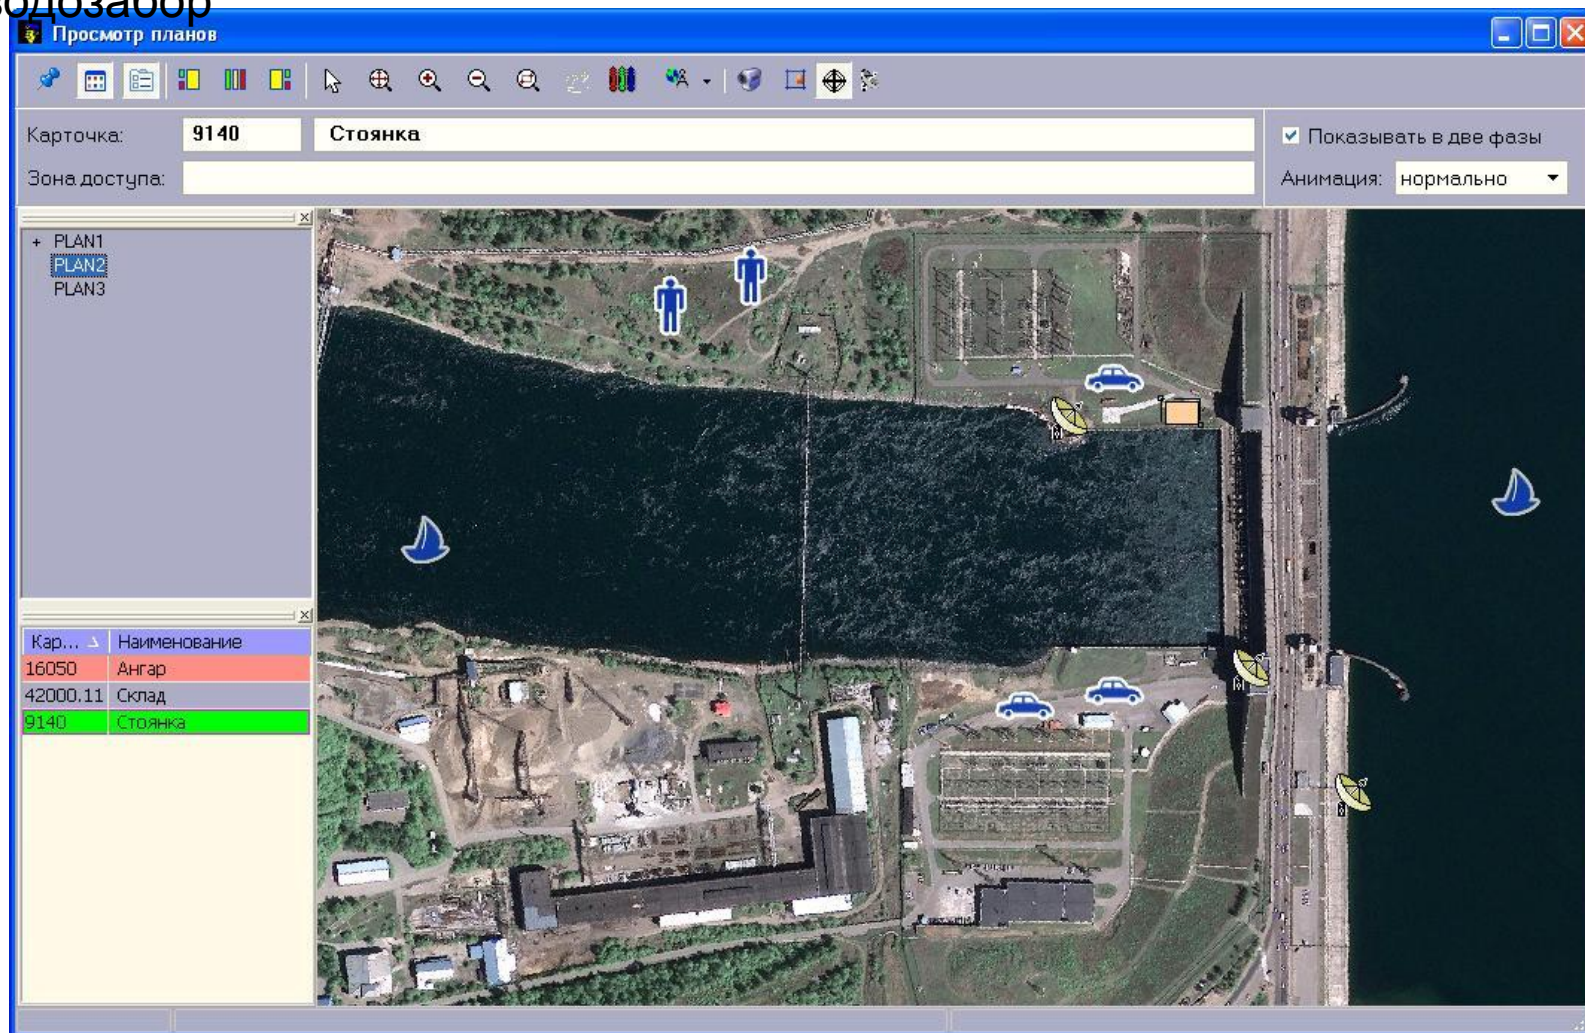 водозабор
Просмотр планов
Карточка: 9140 Стоянка
Показывать в две фазы
Зона доступа:
Анимация: нормально
+ PLAN1
PLAN2
PLAN3
Кар... Наименование
16050 Ангар
42000.11 Склад
9140 Стоянка